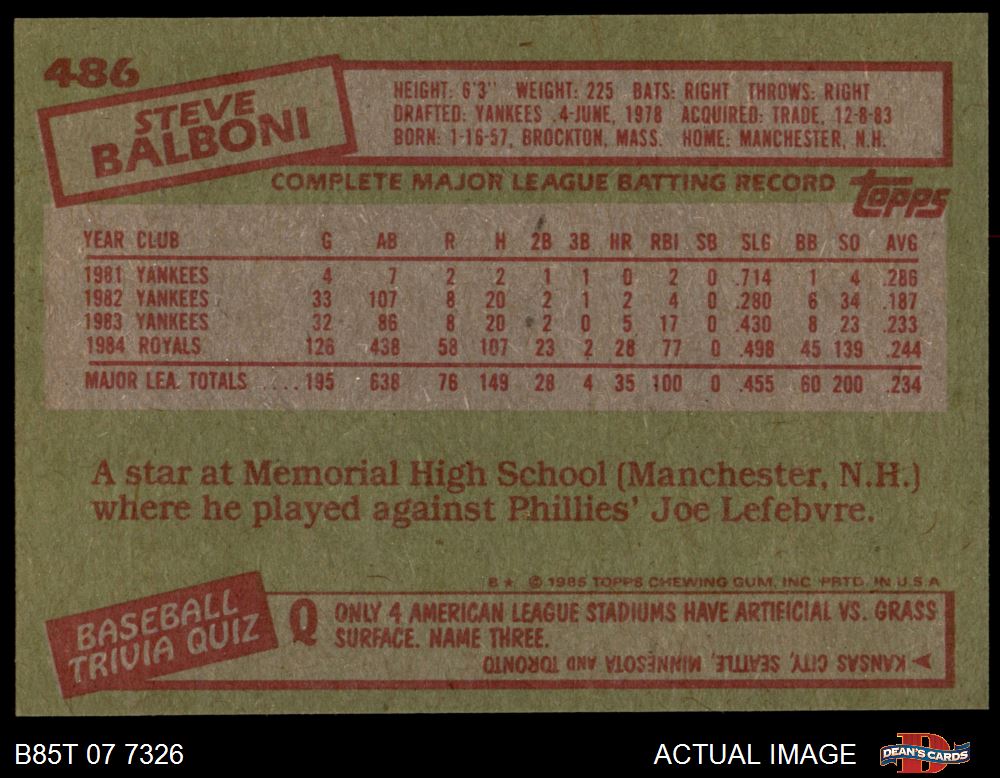 486
STEVE
BALBONI
HEIGHT: 6'3" WEIGHT: 225 BATS: RIGHT THROWS: RIGHT
DRAFTED: YANKEES 4-JUNE, 1978 ACQUIRED: TRADE, 12-8-83
BORN: 1-16-57, BROCKTON, MASS. HOME: MANCHESTER, N.H.
COMPLETE MAJOR LEAGUE BATTING RECORD
topps
YEAR CLUB G AB R H 2B 3B HR RBI SB SLG BB SO AVG
1981 YANKEES 4 7 2 2 1 1 0 2 0 .714 1 4 .286
1982 YANKEES 33 107 8 20 2 1 2 4 0 .280 6 34 .187
1983 YANKEES 32 86 8 20 2 0 5 17 0 .430 8 23 .233
1984 ROYALS 126 438 58 107 23 2 28 77 0 .498 45 139 .244
MAJOR LEA. TOTALS ....195 638 76 149 28 4 35 100 0 .455 60 200 .234
A star at Memorial High School (Manchester, N.H.)
where he played against Phillies' Joe Lefebvre.
B★ © 1985 TOPPS CHEWING GUM, INC. PRTD. IN U.S.A.
BASEBALL
TRIVIA QUIZ
Q ONLY 4 AMERICAN LEAGUE STADIUMS HAVE ARTIFICIAL VS. GRASS
SURFACE. NAME THREE.
KANSAS CITY, SEATTLE, MINNESOTA AND TORONTO
B85T 07 7326
ACTUAL IMAGE
D
DEAN'S CARDS